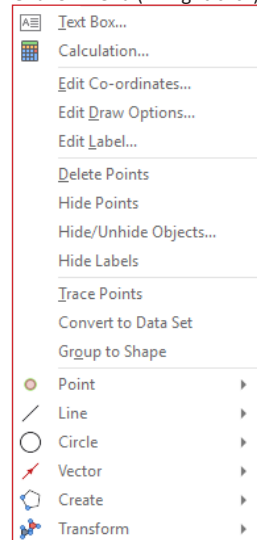 Text Box...
Calculation...
Edit Co-ordinates...
Edit Draw Options...
Edit Label...
Delete Points
Hide Points
Hide/Unhide Objects...
Hide Labels
Trace Points
Convert to Data Set
Group to Shape
Point
Line
Circle
Vector
Create
Transform